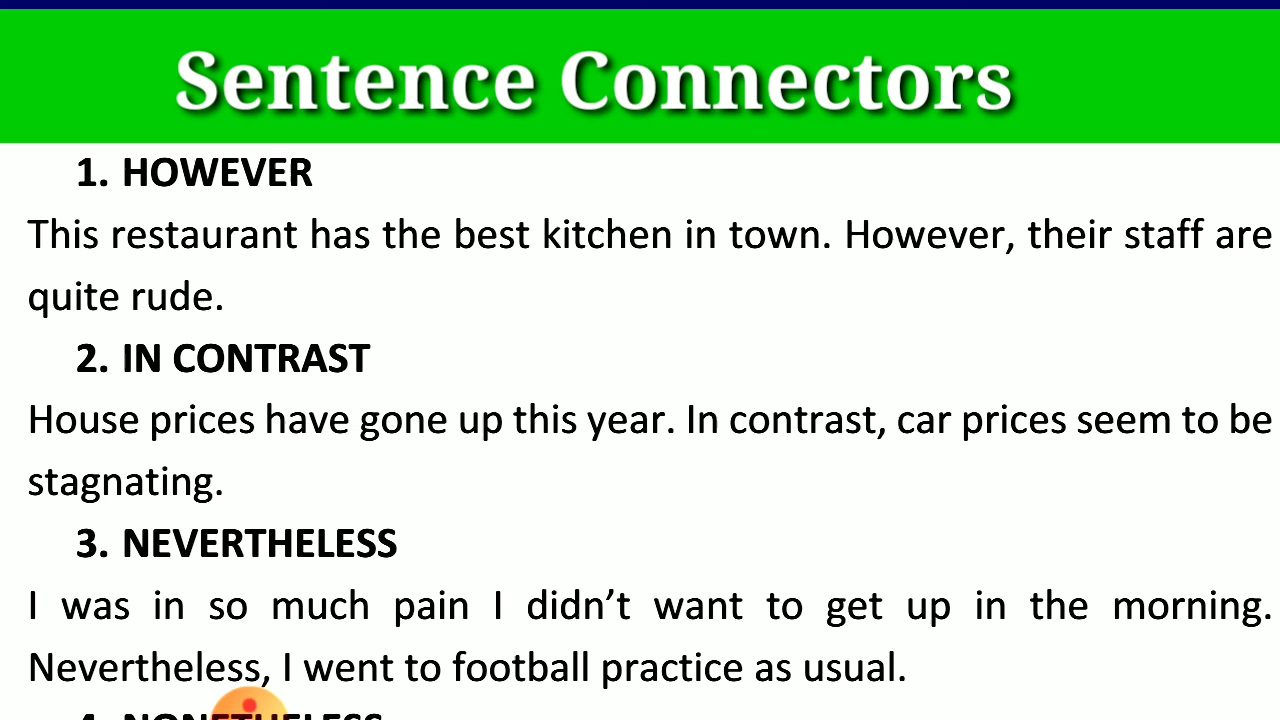 Sentence Connectors
1. HOWEVER
This restaurant has the best kitchen in town. However, their staff are
quite rude.
2. IN CONTRAST
House prices have gone up this year. In contrast, car prices seem to be
stagnating.
3. NEVERTHELESS
I was in so much pain I didn’t want to get up in the morning.
Nevertheless, I went to football practice as usual.
4. NONETHELESS